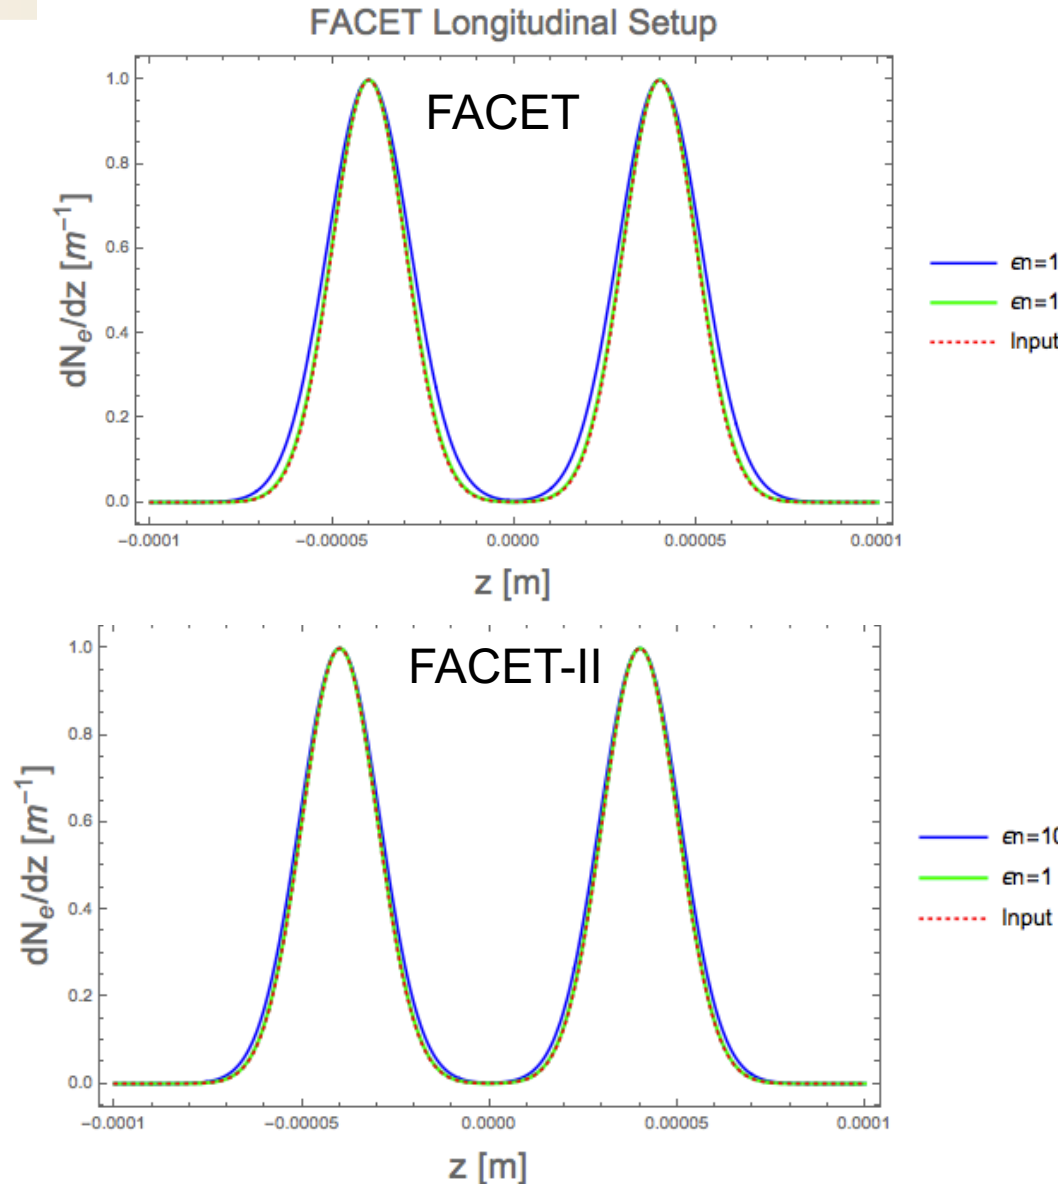 FACET Longitudinal Setup
FACET
dNe/dz [m⁻¹]
1.0
0.8
0.6
0.4
0.2
0.0
−0.0001
−0.00005
0.0000
0.00005
0.0001
z [m]
ϵn=1
ϵn=1
Input
FACET-II
dNe/dz [m⁻¹]
1.0
0.8
0.6
0.4
0.2
0.0
−0.0001
−0.00005
0.0000
0.00005
0.0001
z [m]
ϵn=10
ϵn=1
Input